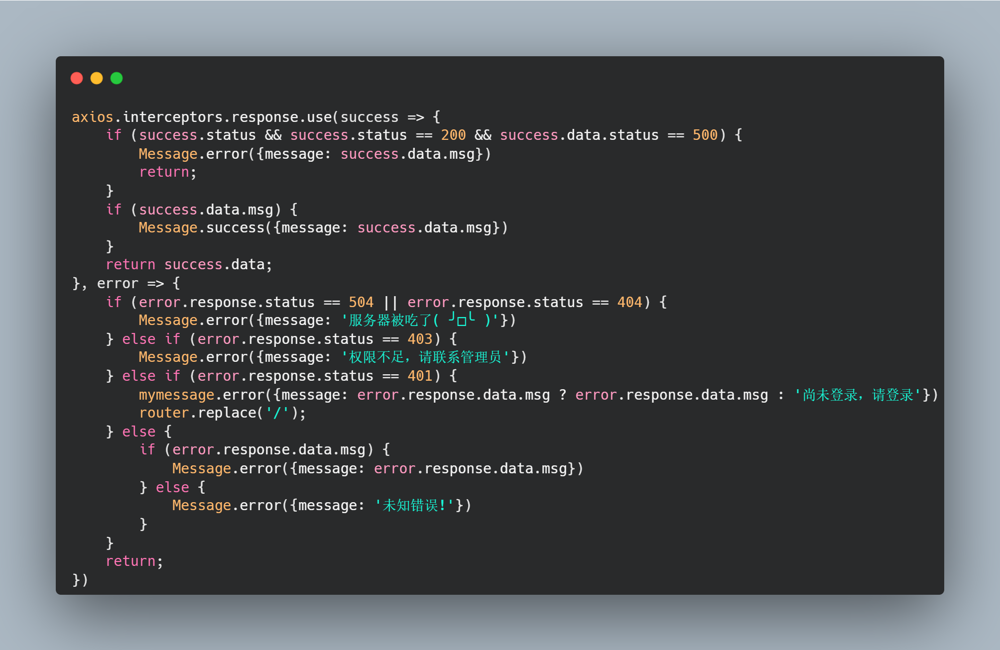 axios.interceptors.response.use(success => {
    if (success.status && success.status == 200 && success.data.status == 500) {
        Message.error({message: success.data.msg})
        return;
    }
    if (success.data.msg) {
        Message.success({message: success.data.msg})
    }
    return success.data;
}, error => {
    if (error.response.status == 504 || error.response.status == 404) {
        Message.error({message: '服务器被吃了( ╯□╰ )'})
    } else if (error.response.status == 403) {
        Message.error({message: '权限不足，请联系管理员'})
    } else if (error.response.status == 401) {
        mymessage.error({message: error.response.data.msg ? error.response.data.msg : '尚未登录，请登录'})
        router.replace('/');
    } else {
        if (error.response.data.msg) {
            Message.error({message: error.response.data.msg})
        } else {
            Message.error({message: '未知错误!'})
        }
    }
    return;
})